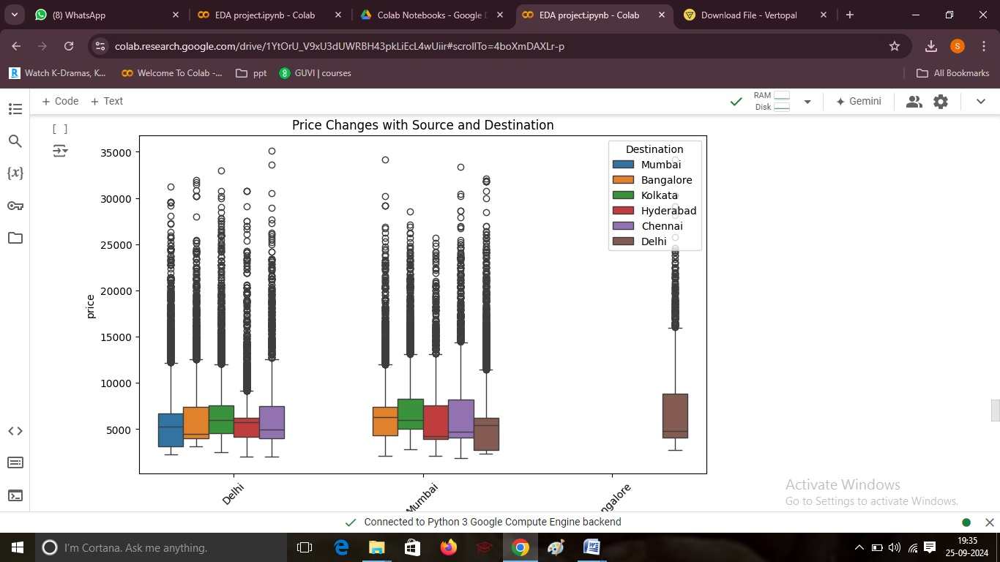 (8) WhatsApp
EDA project.ipynb - Colab
Colab Notebooks - Google D
EDA project.ipynb - Colab
Download File - Vertopal
colab.research.google.com/drive/1YtOrU_V9xU3dUWRBH43pkLiEcL4wUiir#scrollTo=4boXmDAXLr-p
S
Watch K-Dramas, K...
Welcome To Colab -...
ppt
GUVI | courses
All Bookmarks
+ Code + Text
RAM
Disk
Gemini
[ ]
{x}
Price Changes with Source and Destination
35000
30000
25000
20000
15000
10000
5000
price
Destination
Mumbai
Bangalore
Kolkata
Hyderabad
Chennai
Delhi
Delhi
Mumbai
ngalore
Activate Windows
Go to Settings to activate Windows.
Connected to Python 3 Google Compute Engine backend
I'm Cortana. Ask me anything.
19:35
25-09-2024